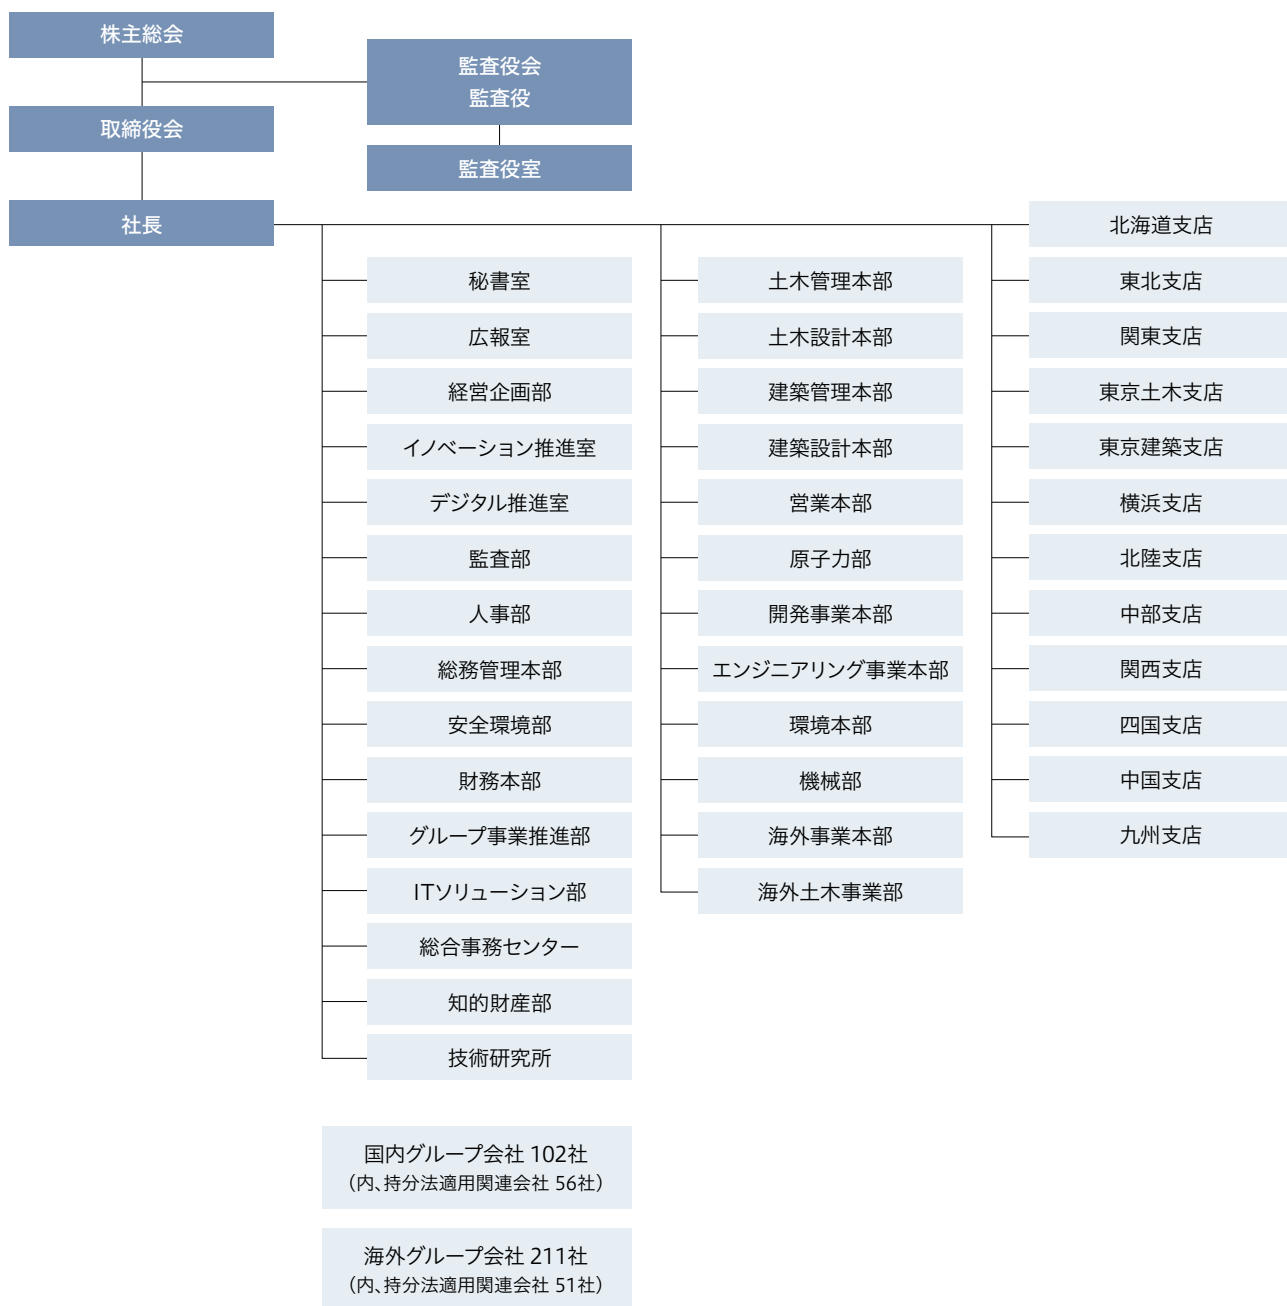 株主総会
監査役会
監査役
取締役会
監査役室
社長
秘書室
広報室
経営企画部
イノベーション推進室
デジタル推進室
監査部
人事部
総務管理本部
安全環境部
財務本部
グループ事業推進部
ITソリューション部
総合事務センター
知的財産部
技術研究所
土木管理本部
土木設計本部
建築管理本部
建築設計本部
営業本部
原子力部
開発事業本部
エンジニアリング事業本部
環境本部
機械部
海外事業本部
海外土木事業部
北海道支店
東北支店
関東支店
東京土木支店
東京建築支店
横浜支店
北陸支店
中部支店
関西支店
四国支店
中国支店
九州支店
国内グループ会社 102社
（内、持分法適用関連会社 56社）
海外グループ会社 211社
（内、持分法適用関連会社 51社）